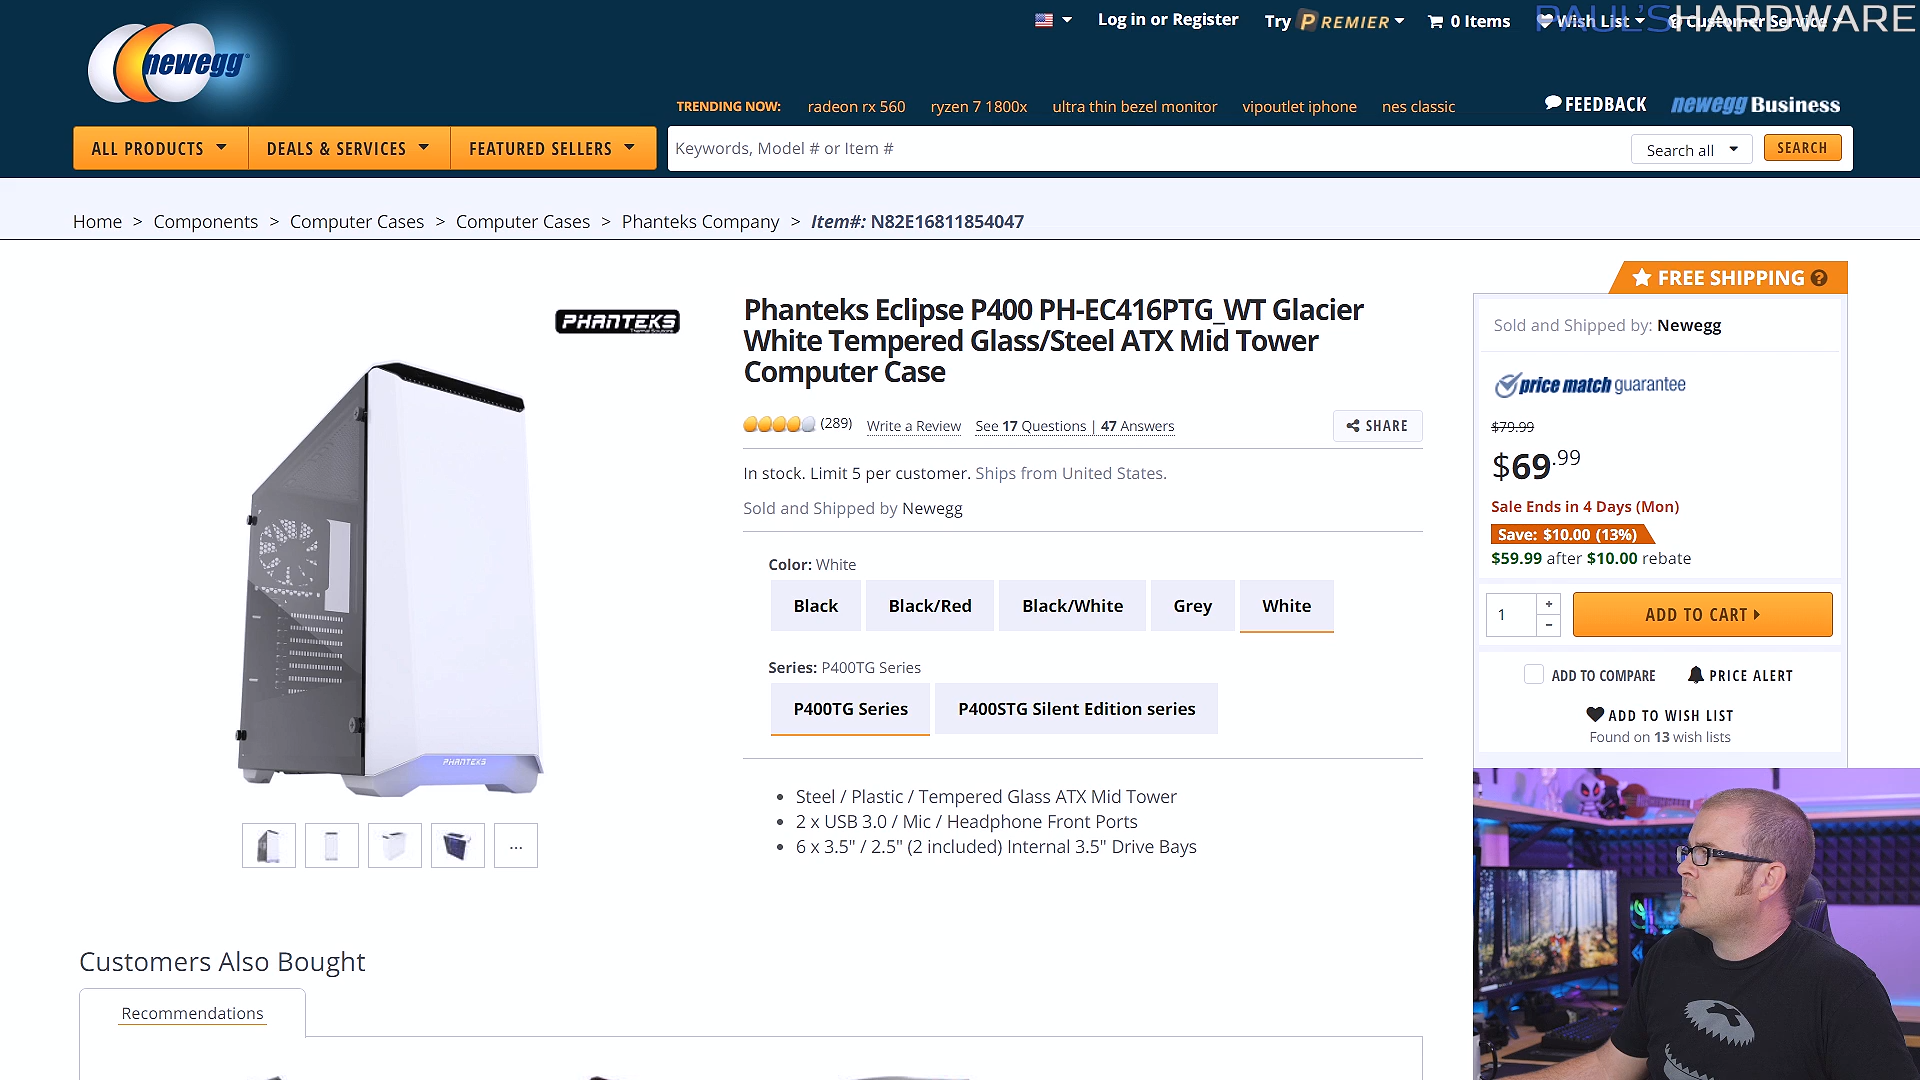 Log in or Register
Try PREMIER
0 Items
Wish List
Customer Service
PAUL'SHARDWARE
newegg
TRENDING NOW:
radeon rx 560
ryzen 7 1800x
ultra thin bezel monitor
vipoutlet iphone
nes classic
FEEDBACK
newegg Business
ALL PRODUCTS
DEALS & SERVICES
FEATURED SELLERS
Keywords, Model # or Item #
Search all
SEARCH
Home > Components > Computer Cases > Computer Cases > Phanteks Company > Item#: N82E16811854047
PHANTEKS
Phanteks Eclipse P400 PH-EC416PTG_WT Glacier
White Tempered Glass/Steel ATX Mid Tower
Computer Case
(289)
Write a Review
See 17 Questions | 47 Answers
SHARE
In stock. Limit 5 per customer. Ships from United States.
Sold and Shipped by Newegg
Color: White
Black
Black/Red
Black/White
Grey
White
Series: P400TG Series
P400TG Series
P400STG Silent Edition series
Steel / Plastic / Tempered Glass ATX Mid Tower
2 x USB 3.0 / Mic / Headphone Front Ports
6 x 3.5" / 2.5" (2 included) Internal 3.5" Drive Bays
PHANTEKS
...
FREE SHIPPING ?
Sold and Shipped by: Newegg
price match guarantee
$79.99
$69.99
Sale Ends in 4 Days (Mon)
Save: $10.00 (13%)
$59.99 after $10.00 rebate
1
+
-
ADD TO CART
ADD TO COMPARE
PRICE ALERT
ADD TO WISH LIST
Found on 13 wish lists
Customers Also Bought
Recommendations